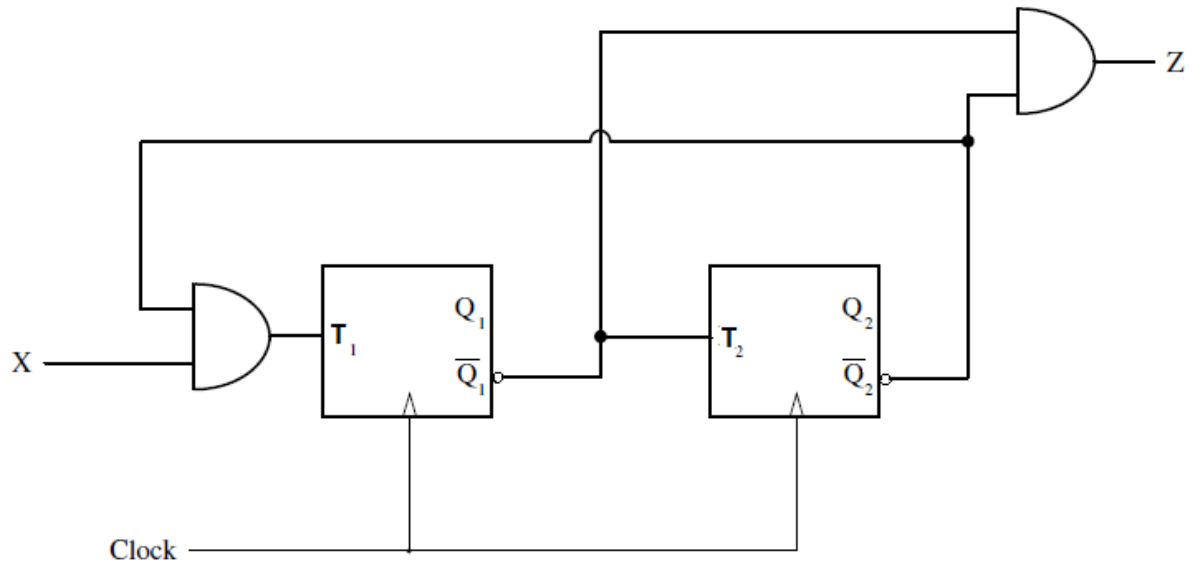 Z
Q₁
Q₂
T₁
T₂
X
Q̅₁
Q̅₂
Clock